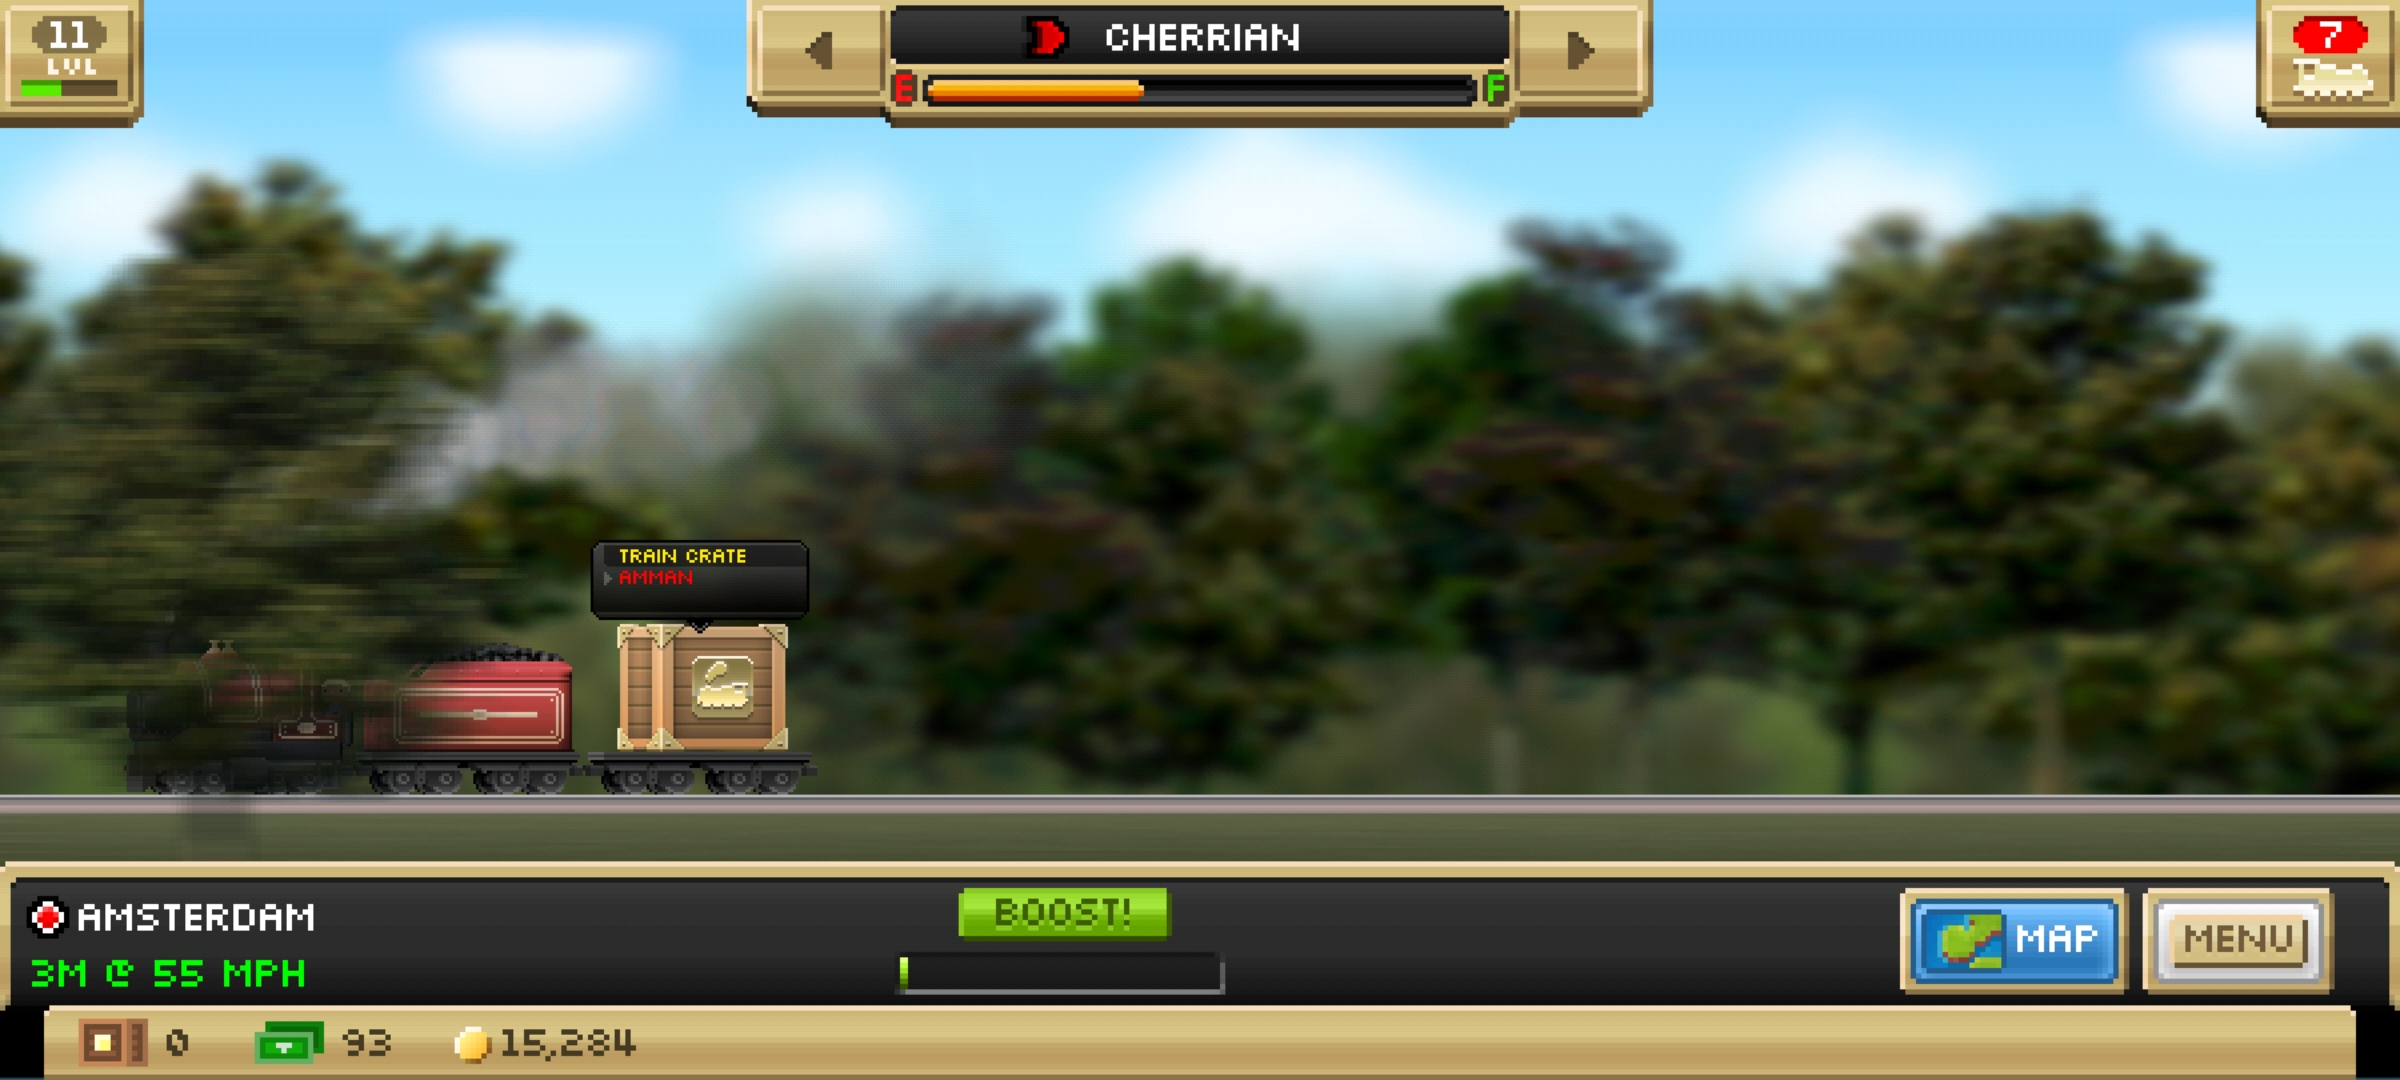 11
LVL
CHERRIAN
E F
7
TRAIN CRATE
AMMAN
AMSTERDAM
3M @ 55 MPH
BOOST!
MAP
MENU
0
93
15,284